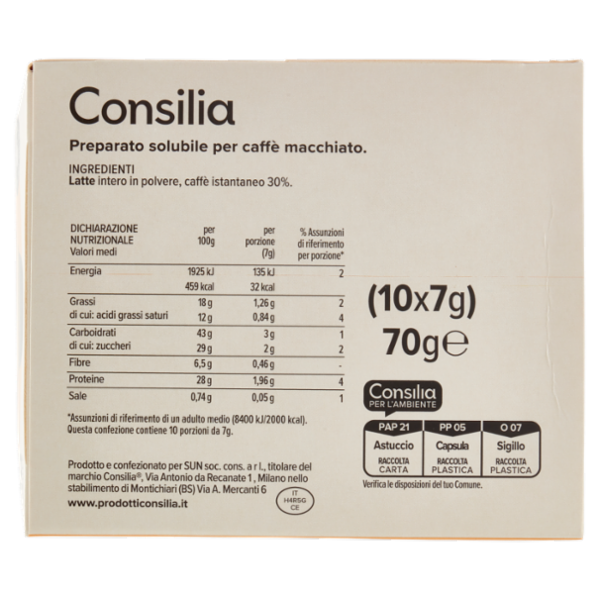 Consilia
Preparato solubile per caffè macchiato.
INGREDIENTI
Latte intero in polvere, caffè istantaneo 30%.
DICHIARAZIONE NUTRIZIONALE Valori medi per 100g per porzione (7g) % Assunzioni di riferimento per porzione*
Energia 1925 kJ 135 kJ 2
459 kcal 32 kcal
Grassi 18 g 1,26 g 2
di cui: acidi grassi saturi 12 g 0,84 g 4
Carboidrati 43 g 3 g 1
di cui: zuccheri 29 g 2 g 2
Fibre 6,5 g 0,46 g -
Proteine 28 g 1,96 g 4
Sale 0,74 g 0,05 g 1
*Assunzioni di riferimento di un adulto medio (8400 kJ/2000 kcal).
Questa confezione contiene 10 porzioni da 7g.
Prodotto e confezionato per SUN soc. cons. a r l., titolare del
marchio Consilia®, Via Antonio da Recanate 1, Milano nello
stabilimento di Montichiari (BS) Via A. Mercanti 6
www.prodotticonsilia.it
IT
H4R5G
CE
(10x7g)
70g℮
Consilia
PER L'AMBIENTE
PAP 21 PP 05 O 07
Astuccio Capsula Sigillo
RACCOLTA RACCOLTA RACCOLTA
CARTA PLASTICA PLASTICA
Verifica le disposizioni del tuo Comune.